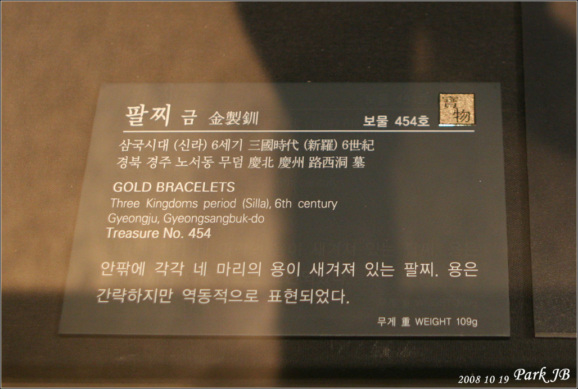 팔찌 금 金製釧 보물 454호 寶物
삼국시대 (신라) 6세기 三國時代 (新羅) 6世紀
경북 경주 노서동 무덤 慶北 慶州 路西洞 墓
GOLD BRACELETS
Three Kingdoms period (Silla), 6th century
Gyeongju, Gyeongsangbuk-do
Treasure No. 454
안팎에 각각 네 마리의 용이 새겨져 있는 팔찌. 용은
간략하지만 역동적으로 표현되었다.
무게 重 WEIGHT 109g
2008 10 19 Park JB